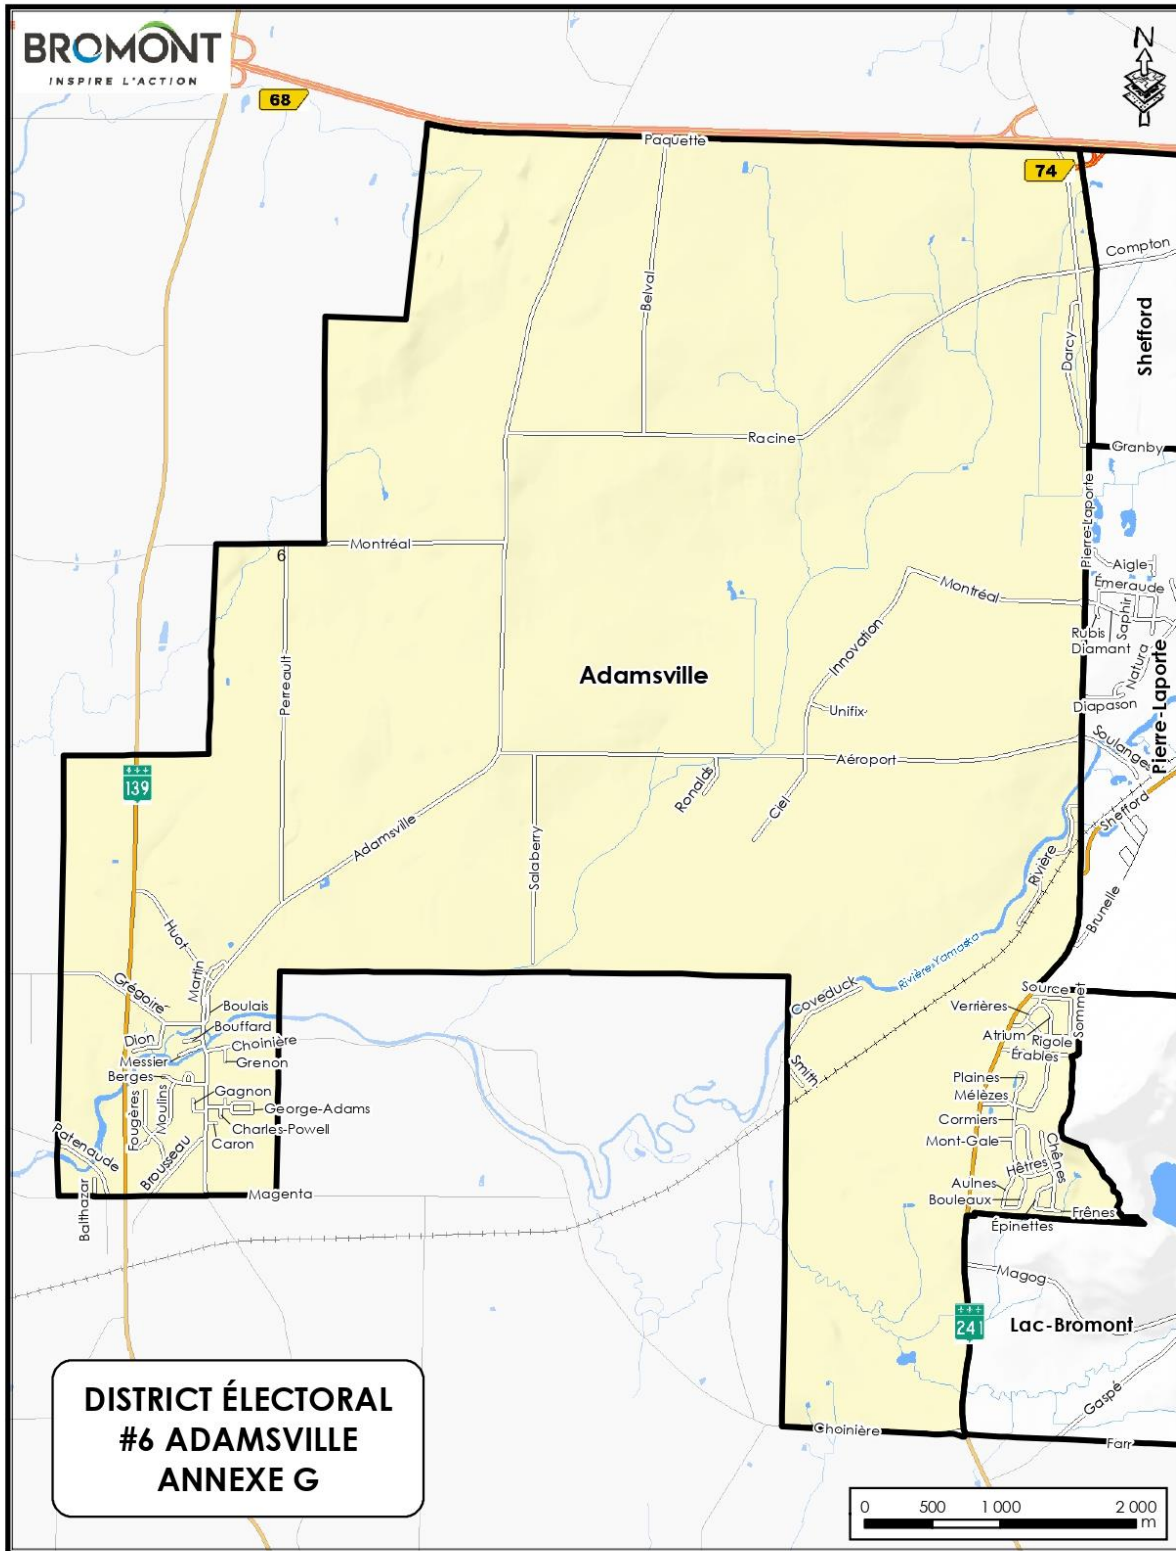 BROMONT
INSPIRE L'ACTION
N
68
Paquette
74
Compton
Belval
Shefford
Darcy
Racine
Granby
Pierre-Laporte
6
Montréal
Aigle
Émeraude
Montréal
Saphir
Rubis
Diamant
Innovation
Natura
Adamsville
Perreault
Pierre-Laporte
Diapason
Unifix
Soulanges
139
Aéroport
Ronalds
Ciel
Shefford
Adamsville
Salaberry
Rivière
Brunelle
Huot
Martin
Rivière Yamaska
Grégoire
Coveduck
Source
Boulais
Verrières
Sommet
Bouffard
Dion
Atrium
Rigole
Choinière
Érables
Messier
Grenon
Smith
Berges
Plaines
Gagnon
Mélèzes
Moulins
Fougères
George-Adams
Cormiers
Charles-Powell
Patenaude
Mont-Gale
Caron
Chênes
Brousseau
Hêtres
Aulnes
Magenta
Bouleaux
Balthazar
Frênes
Épinettes
Magog
241
Lac-Bromont
Gaspé
DISTRICT ÉLECTORAL
#6 ADAMSVILLE
ANNEXE G
Choinière
Farr
0 500 1 000 2 000
m